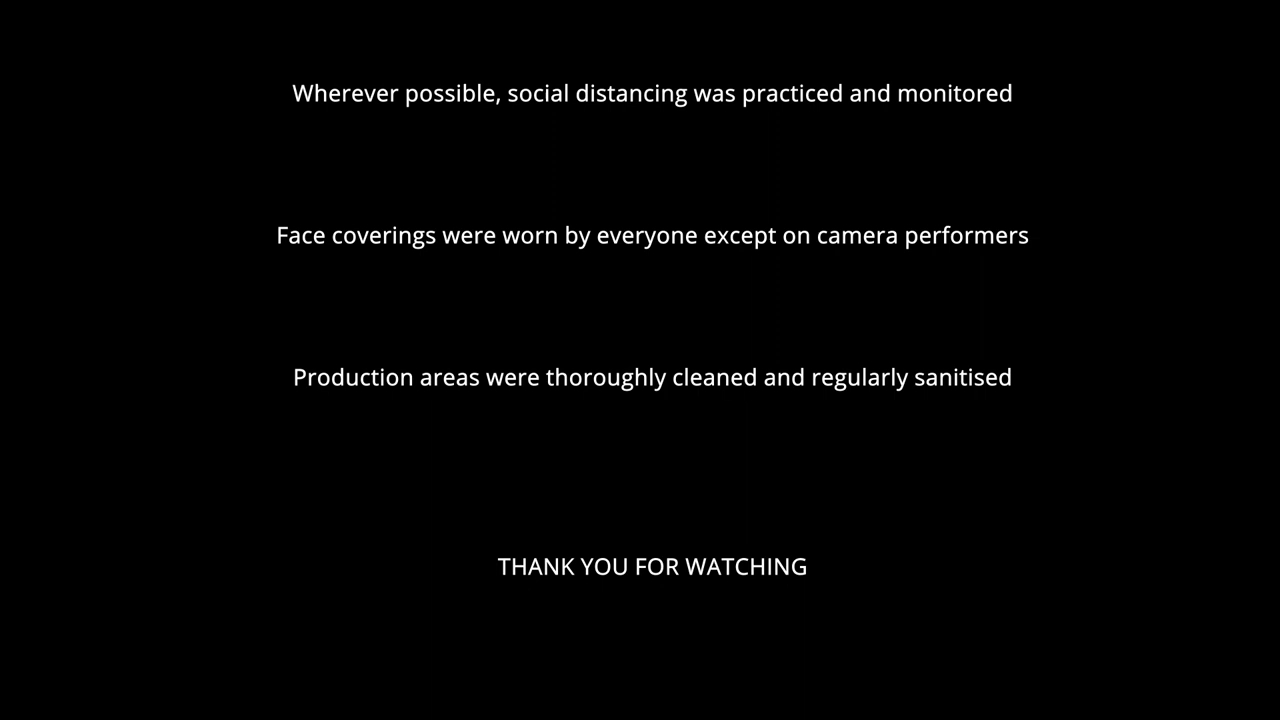 Wherever possible, social distancing was practiced and monitored
Face coverings were worn by everyone except on camera performers
Production areas were thoroughly cleaned and regularly sanitised
THANK YOU FOR WATCHING